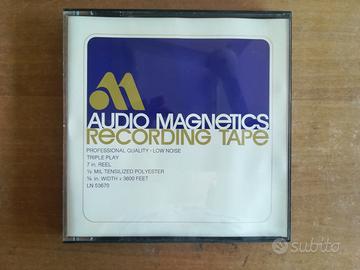 AUDIO MAGNETICS
RECORDING TAPE
PROFESSIONAL QUALITY - LOW NOISE
TRIPLE PLAY
7 in. REEL
½ MIL TENSILIZED POLYESTER
¼ in. WIDTH x 3600 FEET
LN 53670
subito